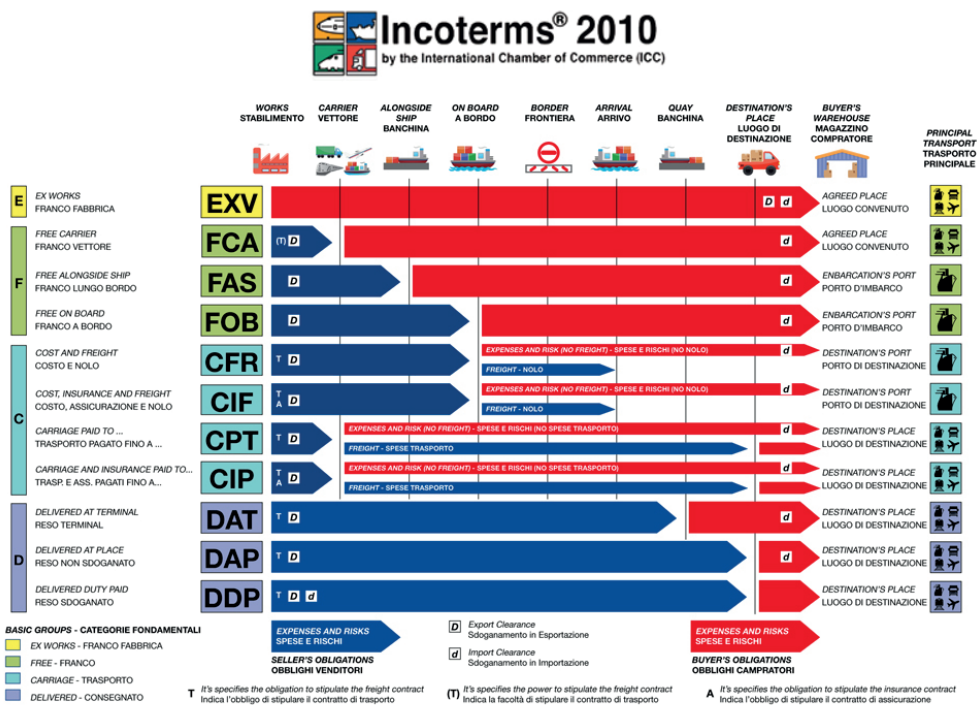 Incoterms® 2010
by the International Chamber of Commerce (ICC)
WORKS
STABILIMENTO
CARRIER
VETTORE
ALONGSIDE
SHIP
BANCHINA
ON BOARD
A BORDO
BORDER
FRONTIERA
ARRIVAL
ARRIVO
QUAY
BANCHINA
DESTINATION'S
PLACE
LUOGO DI
DESTINAZIONE
BUYER'S
WAREHOUSE
MAGAZZINO
COMPRATORE
PRINCIPAL
TRANSPORT
TRASPORTO
PRINCIPALE
E
EX WORKS
FRANCO FABBRICA
EXV
D d
AGREED PLACE
LUOGO CONVENUTO
F
FREE CARRIER
FRANCO VETTORE
FCA
(T) D
d
AGREED PLACE
LUOGO CONVENUTO
FREE ALONGSIDE SHIP
FRANCO LUNGO BORDO
FAS
D
d
ENBARCATION'S PORT
PORTO D'IMBARCO
FREE ON BOARD
FRANCO A BORDO
FOB
D
d
ENBARCATION'S PORT
PORTO D'IMBARCO
C
COST AND FREIGHT
COSTO E NOLO
CFR
T D
EXPENSES AND RISK (NO FREIGHT) - SPESE E RISCHI (NO NOLO)
d
FREIGHT - NOLO
DESTINATION'S PORT
PORTO DI DESTINAZIONE
COST, INSURANCE AND FREIGHT
COSTO, ASSICURAZIONE E NOLO
CIF
T
A D
EXPENSES AND RISK (NO FREIGHT) - SPESE E RISCHI (NO NOLO)
d
FREIGHT - NOLO
DESTINATION'S PORT
PORTO DI DESTINAZIONE
CARRIAGE PAID TO ...
TRASPORTO PAGATO FINO A ...
CPT
T D
EXPENSES AND RISK (NO FREIGHT) - SPESE E RISCHI (NO SPESE TRASPORTO)
d
FREIGHT - SPESE TRASPORTO
DESTINATION'S PLACE
LUOGO DI DESTINAZIONE
CARRIAGE AND INSURANCE PAID TO...
TRASP. E ASS. PAGATI FINO A...
CIP
T
A D
EXPENSES AND RISK (NO FREIGHT) - SPESE E RISCHI (NO SPESE TRASPORTO)
d
FREIGHT - SPESE TRASPORTO
DESTINATION'S PLACE
LUOGO DI DESTINAZIONE
D
DELIVERED AT TERMINAL
RESO TERMINAL
DAT
T D
d
DESTINATION'S PLACE
LUOGO DI DESTINAZIONE
DELIVERED AT PLACE
RESO NON SDOGANATO
DAP
T D
d
DESTINATION'S PLACE
LUOGO DI DESTINAZIONE
DELIVERED DUTY PAID
RESO SDOGANATO
DDP
T D d
DESTINATION'S PLACE
LUOGO DI DESTINAZIONE
BASIC GROUPS - CATEGORIE FONDAMENTALI
EX WORKS - FRANCO FABBRICA
FREE - FRANCO
CARRIAGE - TRASPORTO
DELIVERED - CONSEGNATO
EXPENSES AND RISKS
SPESE E RISCHI
SELLER'S OBLIGATIONS
OBBLIGHI VENDITORI
D Export Clearance
Sdoganamento in Esportazione
d Import Clearance
Sdoganamento in Importazione
EXPENSES AND RISKS
SPESE E RISCHI
BUYER'S OBLIGATIONS
OBBLIGHI CAMPRATORI
T It's specifies the obligation to stipulate the freight contract
Indica l'obbligo di stipulare il contratto di trasporto
(T) It's specifies the power to stipulate the freight contract
Indica la facoltà di stipulare il contratto di trasporto
A It's specifies the obligation to stipulate the insurance contract
Indica l'obbligo di stipulare il contratto di assicurazione